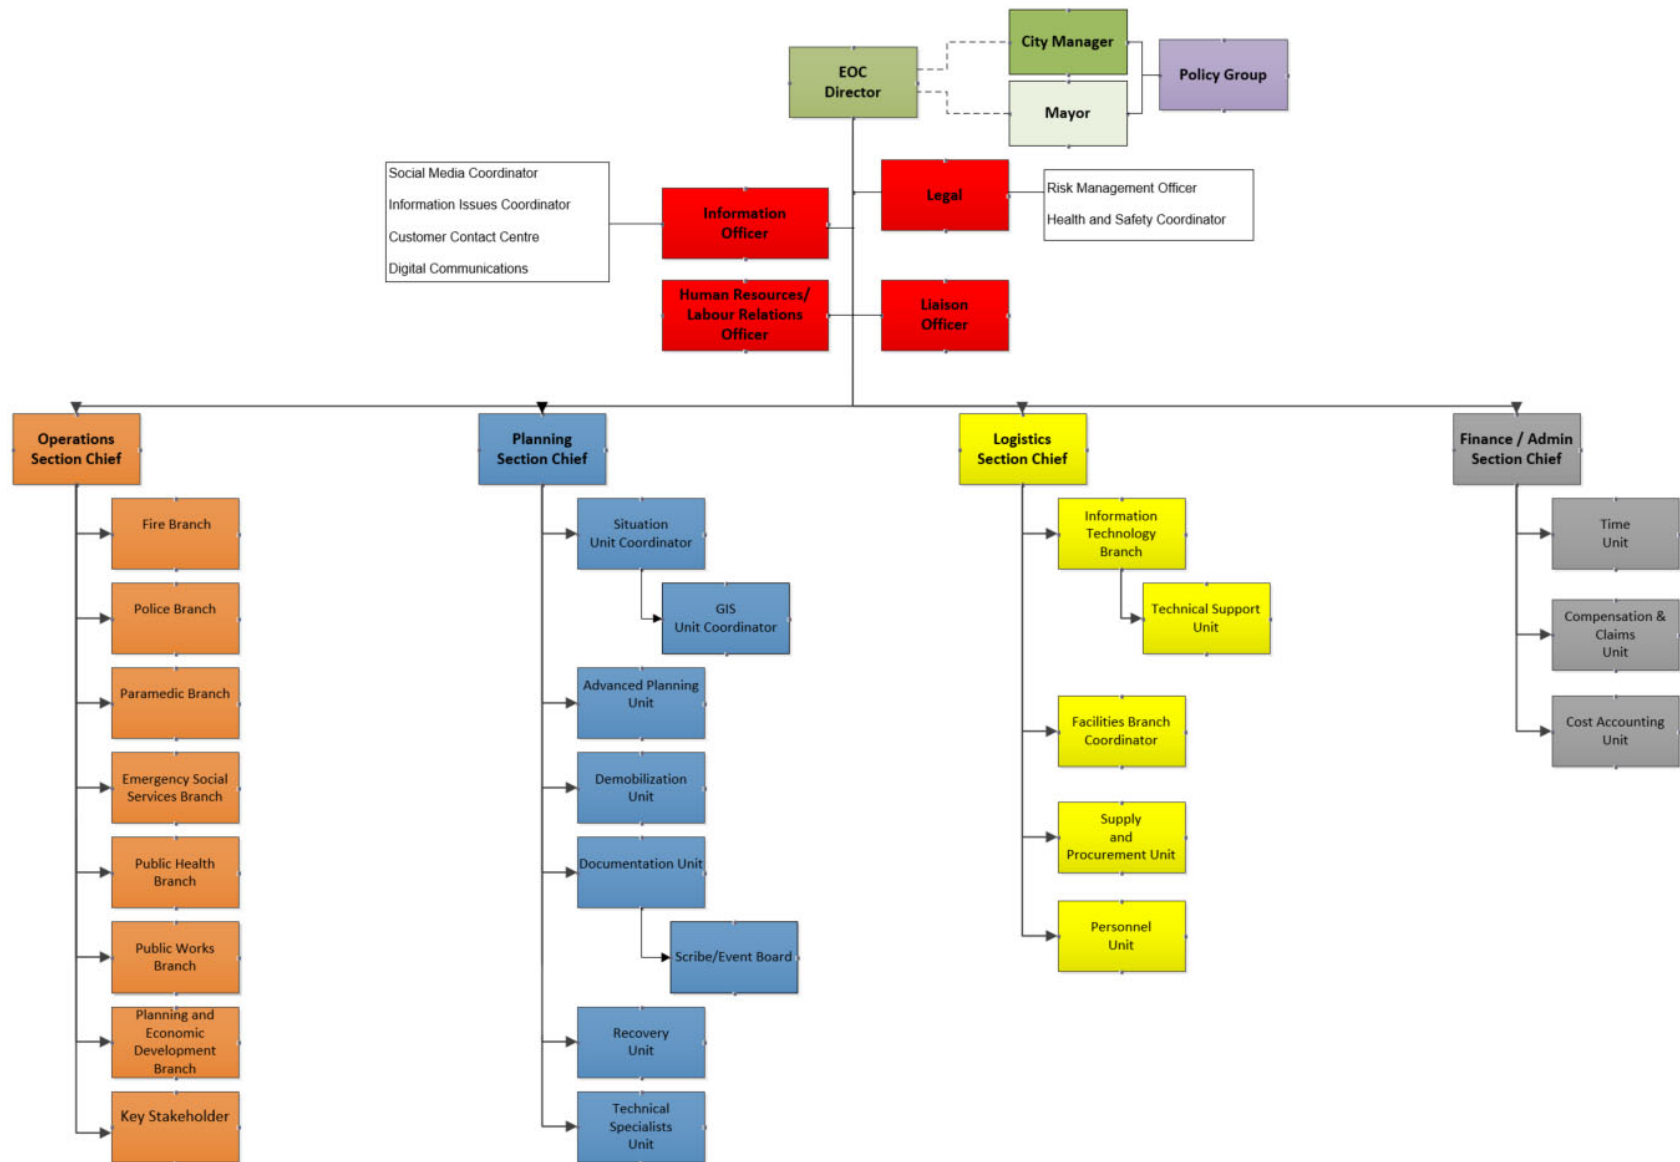 City Manager
EOC
Director
Policy Group
Mayor
Social Media Coordinator
Information Issues Coordinator
Customer Contact Centre
Digital Communications
Information
Officer
Legal
Risk Management Officer
Health and Safety Coordinator
Human Resources/
Labour Relations
Officer
Liaison
Officer
Operations
Section Chief
Fire Branch
Police Branch
Paramedic Branch
Emergency Social
Services Branch
Public Health
Branch
Public Works
Branch
Planning and
Economic
Development
Branch
Key Stakeholder
Planning
Section Chief
Situation
Unit Coordinator
GIS
Unit Coordinator
Advanced Planning
Unit
Demobilization
Unit
Documentation Unit
Scribe/Event Board
Recovery
Unit
Technical
Specialists
Unit
Logistics
Section Chief
Information
Technology
Branch
Technical Support
Unit
Facilities Branch
Coordinator
Supply
and
Procurement Unit
Personnel
Unit
Finance / Admin
Section Chief
Time
Unit
Compensation &
Claims
Unit
Cost Accounting
Unit